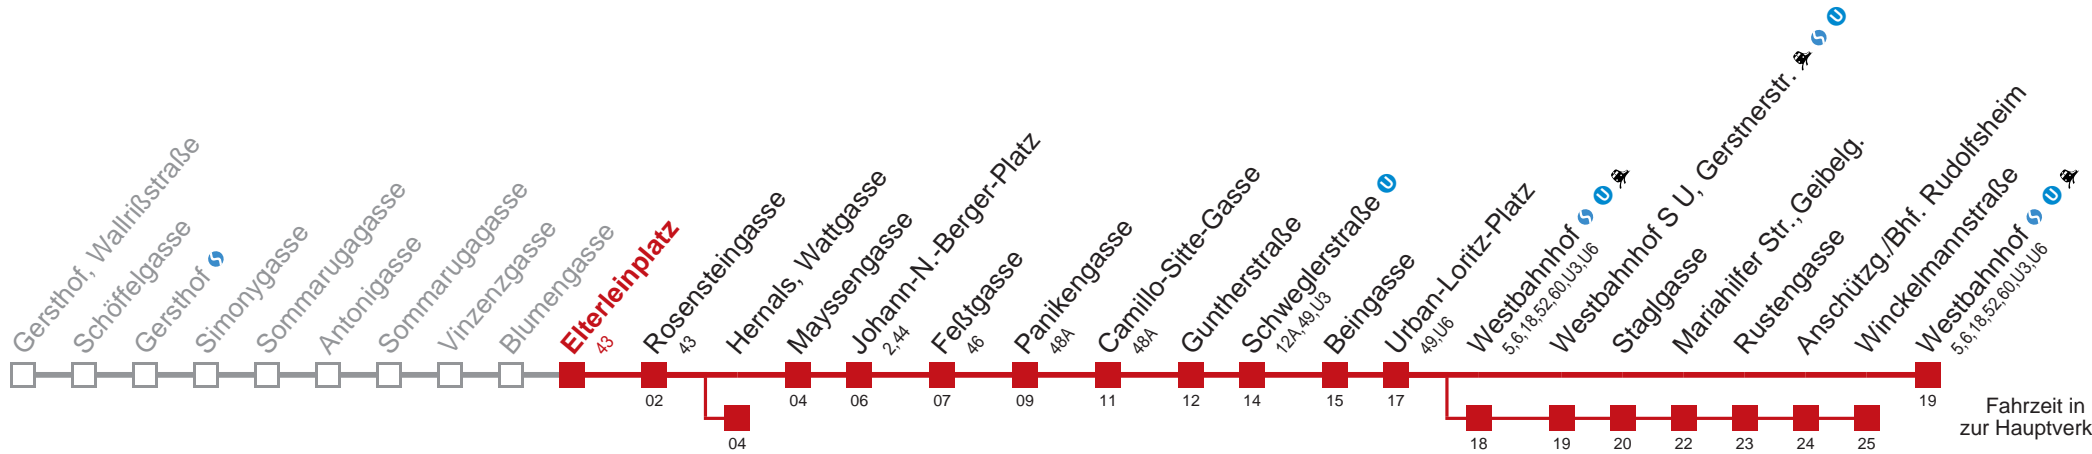 Gersthof, Wallrißstraße
Schöffelgasse
Gersthof
Simonygasse
Sommarugagasse
Antonigasse
Sommarugagasse
Vinzenzgasse
Blumengasse
Elterleinplatz
43
Rosensteingasse
43
Hernals, Wattgasse
Mayssengasse
Johann-N.-Berger-Platz
2,44
Feßtgasse
46
Panikengasse
48A
Camillo-Sitte-Gasse
48A
Guntherstraße
Schweglerstraße U
12A,49,U3
Beingasse
Urban-Loritz-Platz
49,U6
Westbahnhof U
5,6,18,52,60,U3,U6
Westbahnhof S U, Gerstnerstr. U
Staglgasse
Mariahilfer Str.,Geibelg.
Rustengasse
Anschützg./Bhf. Rudolfsheim
Winckelmannstraße
Westbahnhof U
5,6,18,52,60,U3,U6
02 04 06 07 09 11 12 14 15 17 19
04 18 19 20 22 23 24 25
Fahrzeit in
zur Hauptverk